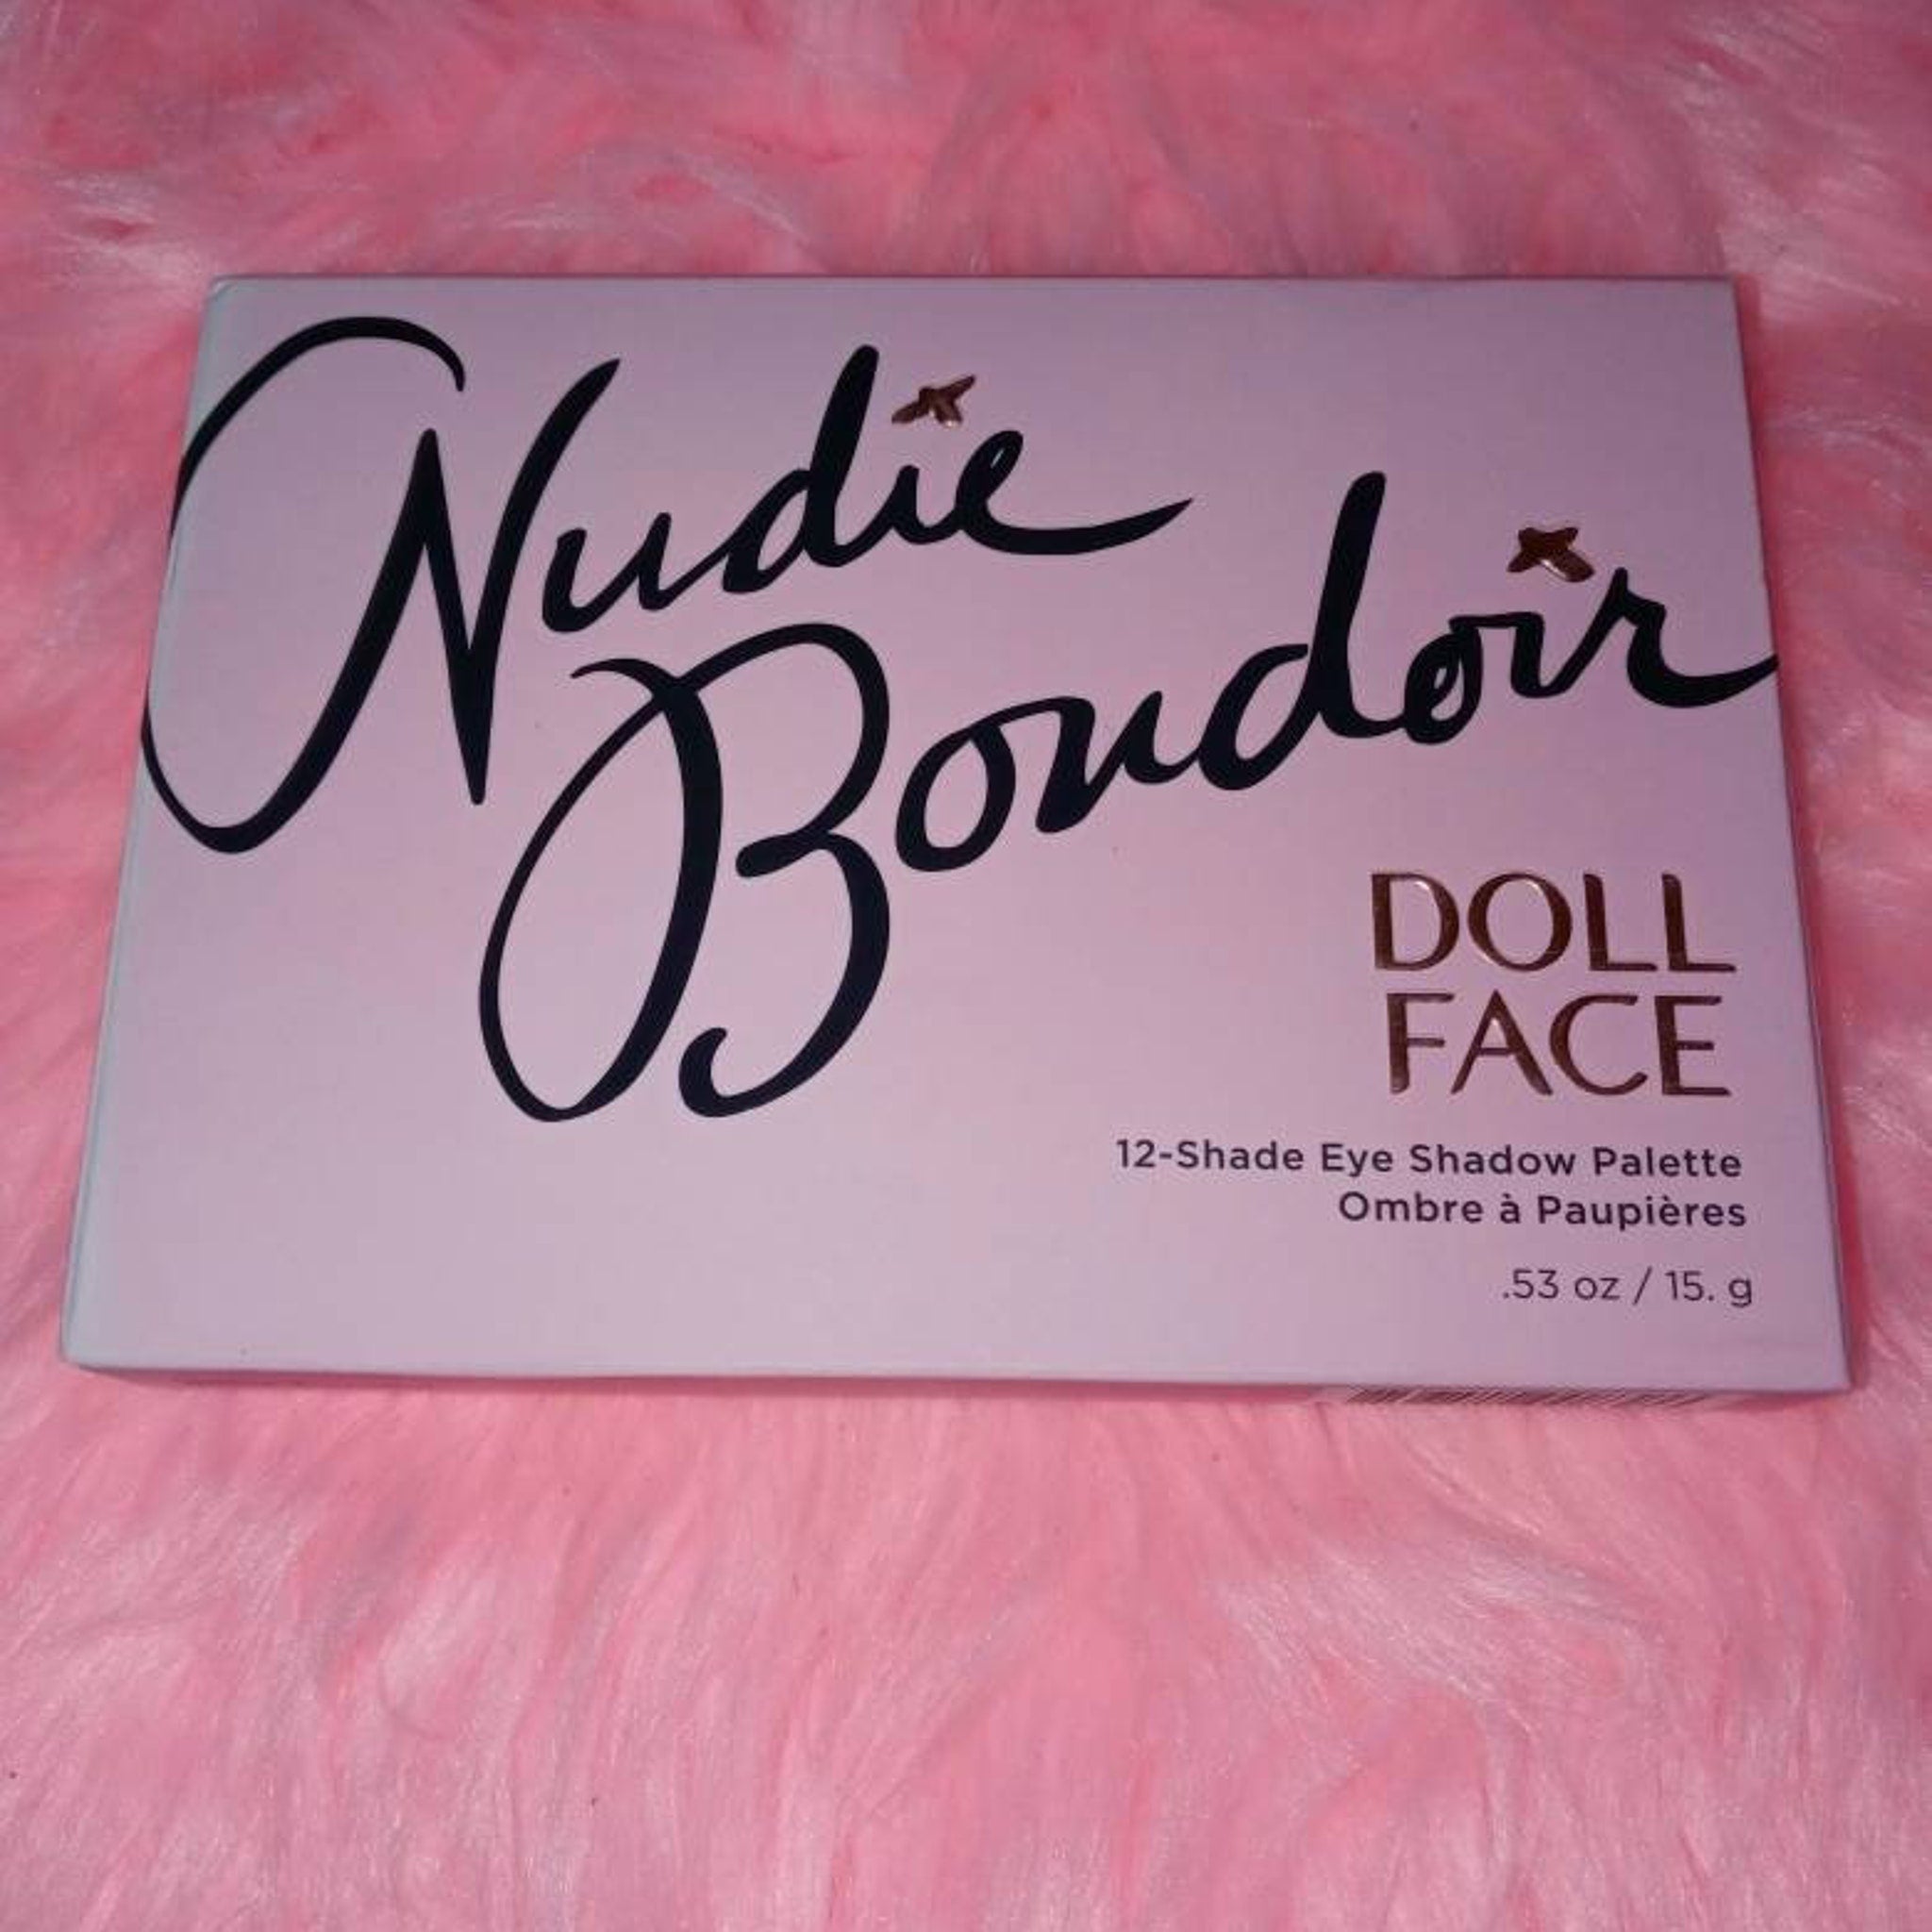 Nudie
Boudoir
DOLL
FACE
12-Shade Eye Shadow Palette
Ombre à Paupières
.53 oz / 15. g